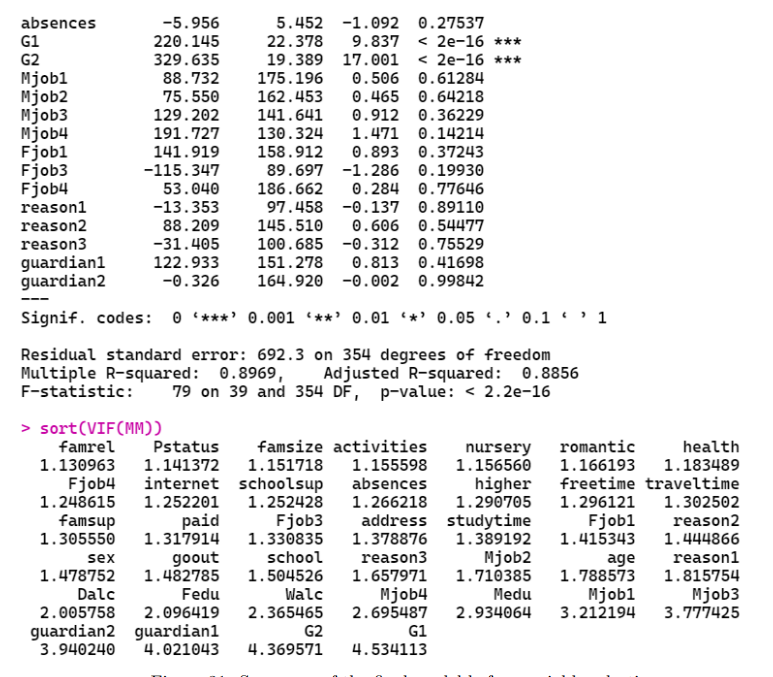 absences -5.956 5.452 -1.092 0.27537
G1 220.145 22.378 9.837 < 2e-16 ***
G2 329.635 19.389 17.001 < 2e-16 ***
Mjob1 88.732 175.196 0.506 0.61284
Mjob2 75.550 162.453 0.465 0.64218
Mjob3 129.202 141.641 0.912 0.36229
Mjob4 191.727 130.324 1.471 0.14214
Fjob1 141.919 158.912 0.893 0.37243
Fjob3 -115.347 89.697 -1.286 0.19930
Fjob4 53.040 186.662 0.284 0.77646
reason1 -13.353 97.458 -0.137 0.89110
reason2 88.209 145.510 0.606 0.54477
reason3 -31.405 100.685 -0.312 0.75529
guardian1 122.933 151.278 0.813 0.41698
guardian2 -0.326 164.920 -0.002 0.99842
---
Signif. codes: 0 ‘***’ 0.001 ‘**’ 0.01 ‘*’ 0.05 ‘.’ 0.1 ‘ ’ 1
Residual standard error: 692.3 on 354 degrees of freedom
Multiple R-squared: 0.8969, Adjusted R-squared: 0.8856
F-statistic: 79 on 39 and 354 DF, p-value: < 2.2e-16
> sort(VIF(MM))
famrel Pstatus famsize activities nursery romantic health
1.130963 1.141372 1.151718 1.155598 1.156560 1.166193 1.183489
Fjob4 internet schoolsup absences higher freetime traveltime
1.248615 1.252201 1.252428 1.266218 1.290705 1.296121 1.302502
famsup paid Fjob3 address studytime Fjob1 reason2
1.305550 1.317914 1.330835 1.378876 1.389192 1.415343 1.444866
sex goout school reason3 Mjob2 age reason1
1.478752 1.482785 1.504526 1.657971 1.710385 1.788573 1.815754
Dalc Fedu Walc Mjob4 Medu Mjob1 Mjob3
2.005758 2.096419 2.365465 2.695487 2.934064 3.212194 3.777425
guardian2 guardian1 G2 G1
3.940240 4.021043 4.369571 4.534113